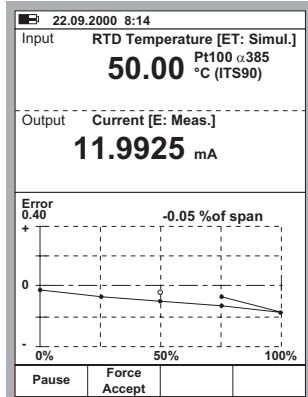 22.09.2000 8:14
Input RTD Temperature [ET: Simul.]
50.00 Pt100 α385
°C (ITS90)
Output Current [E: Meas.]
11.9925 mA
Error
0.40 -0.05 %of span
+
0
-
0% 50% 100%
Pause Force
Accept